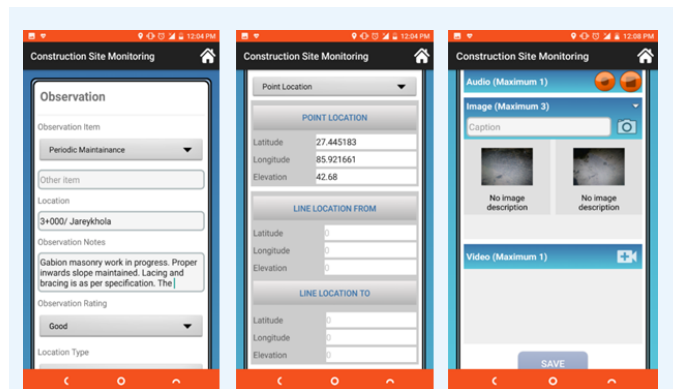 12:04 PM
Construction Site Monitoring
Observation
Observation Item
Periodic Maintainance
Other item
Location
3+000/ Jareykhola
Observation Notes
Gabion masonry work in progress. Proper
inwards slope maintained. Lacing and
bracing is as per specification. The
Observation Rating
Good
Location Type
12:04 PM
Construction Site Monitoring
Point Location
POINT LOCATION
Latitude 27.445183
Longitude 85.921661
Elevation 42.68
LINE LOCATION FROM
Latitude 0
Longitude 0
Elevation 0
LINE LOCATION TO
Latitude 0
Longitude 0
Elevation 0
12:08 PM
Construction Site Monitoring
Audio (Maximum 1)
Image (Maximum 3)
Caption
No image
description
No image
description
Video (Maximum 1)
SAVE